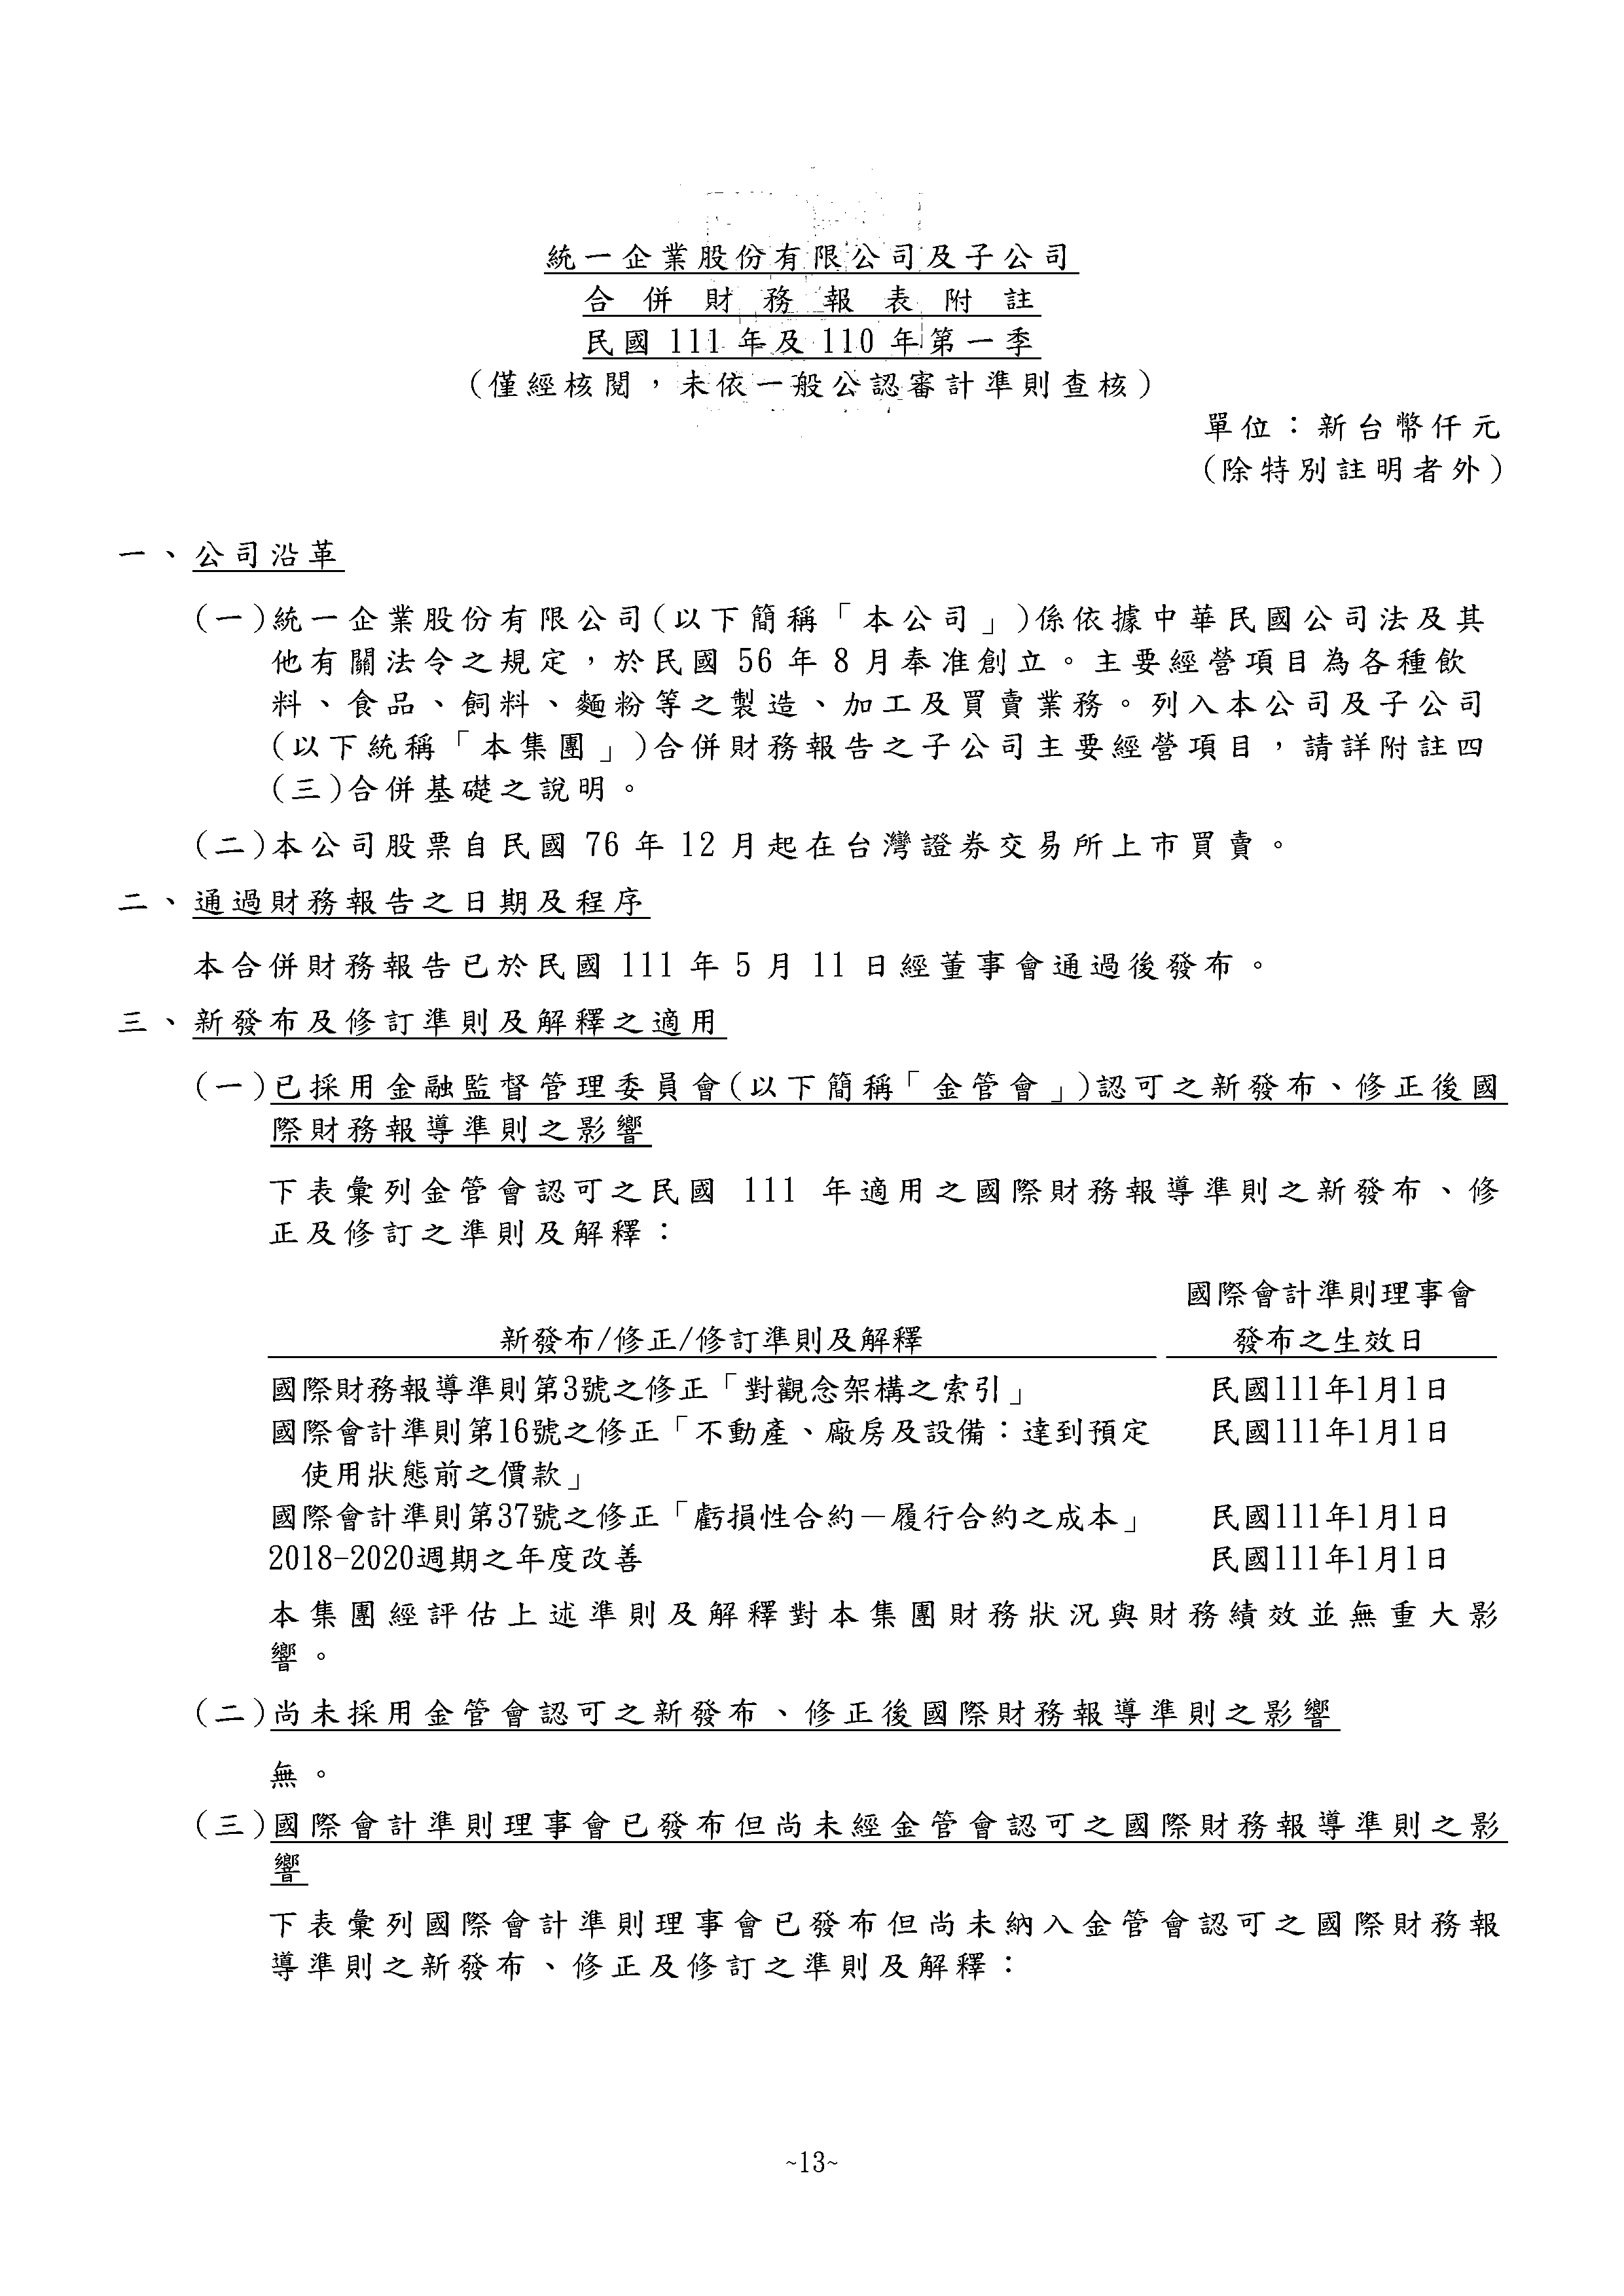 統一企業股份有限公司及子公司
合併財務報表附註
民國 111 年及 110 年第一季
(僅經核閱，未依一般公認審計準則查核)
單位：新台幣仟元
(除特別註明者外)
一、公司沿革
(一)統一企業股份有限公司(以下簡稱「本公司」)係依據中華民國公司法及其
他有關法令之規定，於民國 56 年 8 月奉准創立。主要經營項目為各種飲
料、食品、飼料、麵粉等之製造、加工及買賣業務。列入本公司及子公司
(以下統稱「本集團」)合併財務報告之子公司主要經營項目，請詳附註四
(三)合併基礎之說明。
(二)本公司股票自民國 76 年 12 月起在台灣證券交易所上市買賣。
二、通過財務報告之日期及程序
本合併財務報告已於民國 111 年 5 月 11 日經董事會通過後發布。
三、新發布及修訂準則及解釋之適用
(一)已採用金融監督管理委員會(以下簡稱「金管會」)認可之新發布、修正後國
際財務報導準則之影響
下表彙列金管會認可之民國 111 年適用之國際財務報導準則之新發布、修
正及修訂之準則及解釋：
國際會計準則理事會
新發布/修正/修訂準則及解釋 發布之生效日
國際財務報導準則第3號之修正「對觀念架構之索引」 民國111年1月1日
國際會計準則第16號之修正「不動產、廠房及設備：達到預定 民國111年1月1日
使用狀態前之價款」
國際會計準則第37號之修正「虧損性合約－履行合約之成本」 民國111年1月1日
2018-2020週期之年度改善 民國111年1月1日
本集團經評估上述準則及解釋對本集團財務狀況與財務績效並無重大影
響。
(二)尚未採用金管會認可之新發布、修正後國際財務報導準則之影響
無。
(三)國際會計準則理事會已發布但尚未經金管會認可之國際財務報導準則之影
響
下表彙列國際會計準則理事會已發布但尚未納入金管會認可之國際財務報
導準則之新發布、修正及修訂之準則及解釋：
~13~